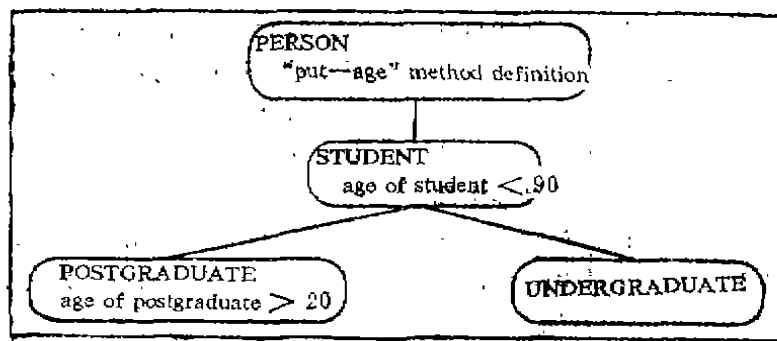 PERSON
"put—age" method definition
STUDENT
age of student < 90
POSTGRADUATE
age of postgraduate > 20
UNDERGRADUATE